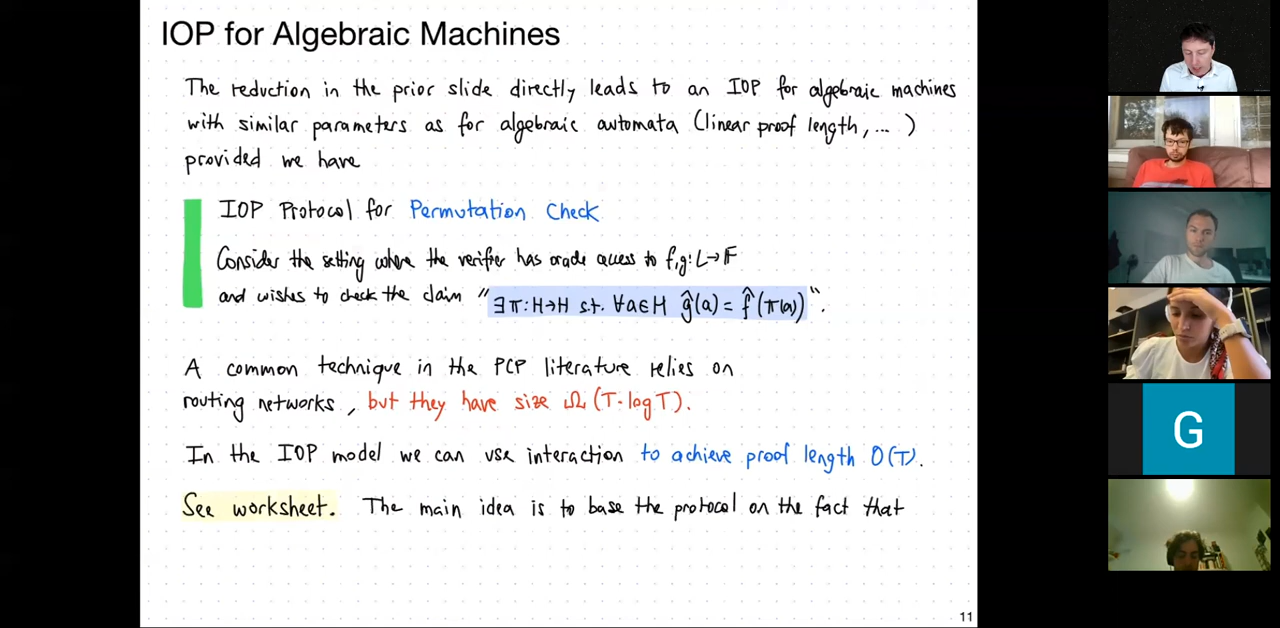 IOP for Algebraic Machines
The reduction in the prior slide directly leads to an IOP for algebraic machines
with similar parameters as for algebraic automata (linear proof length, ... )
provided we have
IOP Protocol for Permutation Check
Consider the setting where the verifier has oracle access to f,g: L→𝔽
and wishes to check the claim "∃π:H→H s.t. ∀a∈H ĝ(a) = f̂(π(a))".
A common technique in the PCP literature relies on
routing networks, but they have size Ω(T·logT).
In the IOP model we can use interaction to achieve proof length O(T).
See worksheet. The main idea is to base the protocol on the fact that
11
G